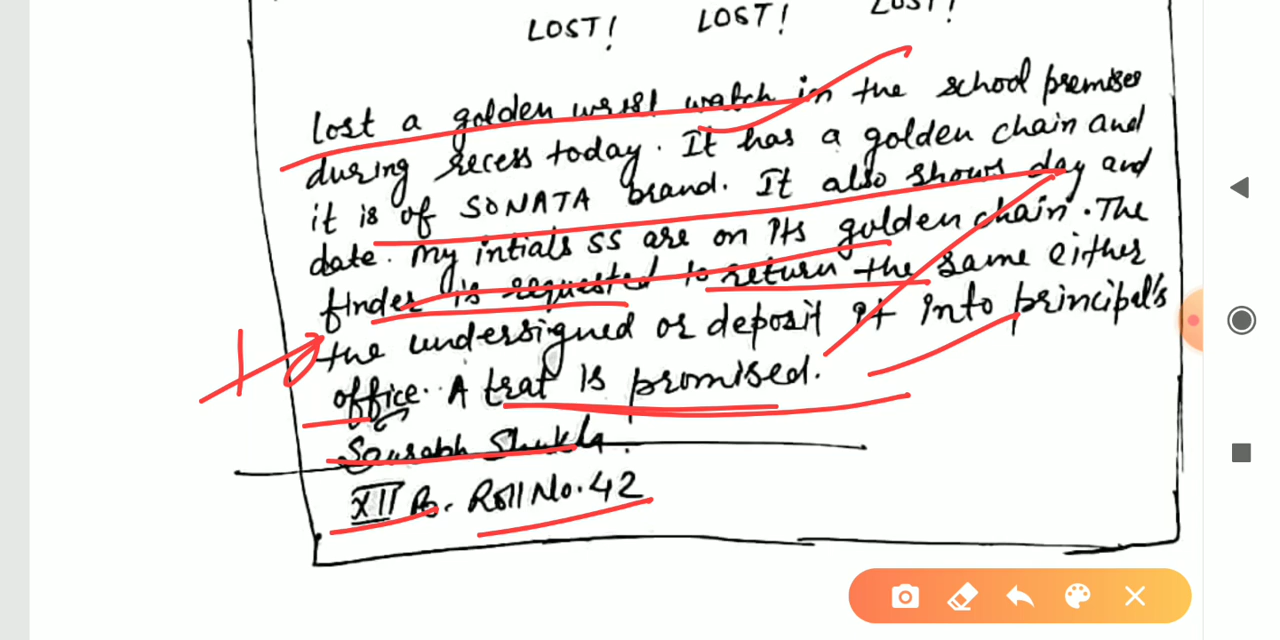 LOST! LOST! LOST!
Lost a golden wrist watch in the school premises
during recess today. It has a golden chain and
it is of SONATA brand. It also shows day and
date. My intials SS are on its golden chain. The
finder is requested to return the same either
the undersigned or deposit it into principal's
to
office. A trat is promised.
Sourabh Shukla.
XII B. Roll No. 42